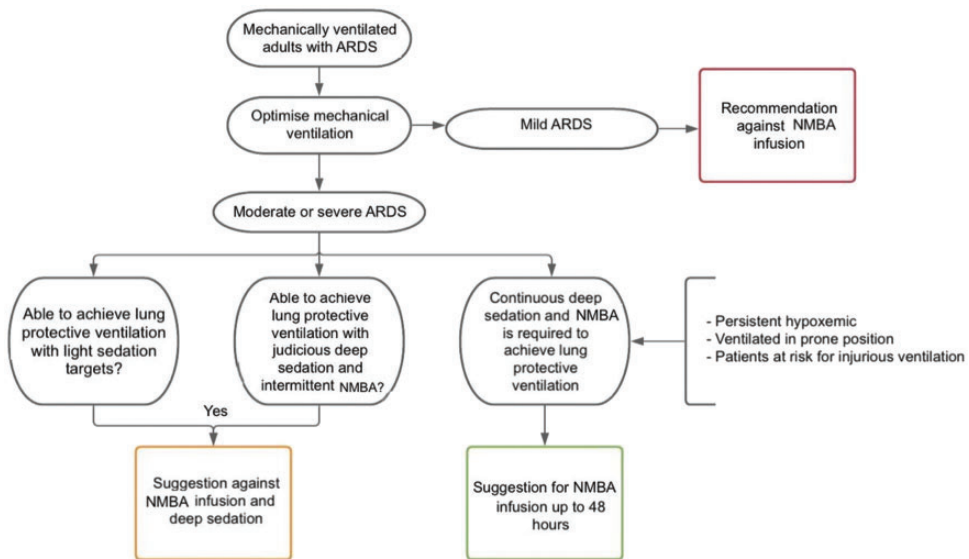 Mechanically ventilated
adults with ARDS
Optimise mechanical
ventilation
Mild ARDS
Recommendation
against NMBA
infusion
Moderate or severe ARDS
Able to achieve lung
protective ventilation
with light sedation
targets?
Able to achieve
lung protective
ventilation with
judicious deep
sedation and
intermittent NMBA?
Continuous deep
sedation and NMBA
is required to
achieve lung
protective
ventilation
- Persistent hypoxemic
- Ventilated in prone position
- Patients at risk for injurious ventilation
Yes
Suggestion against
NMBA infusion and
deep sedation
Suggestion for NMBA
infusion up to 48
hours